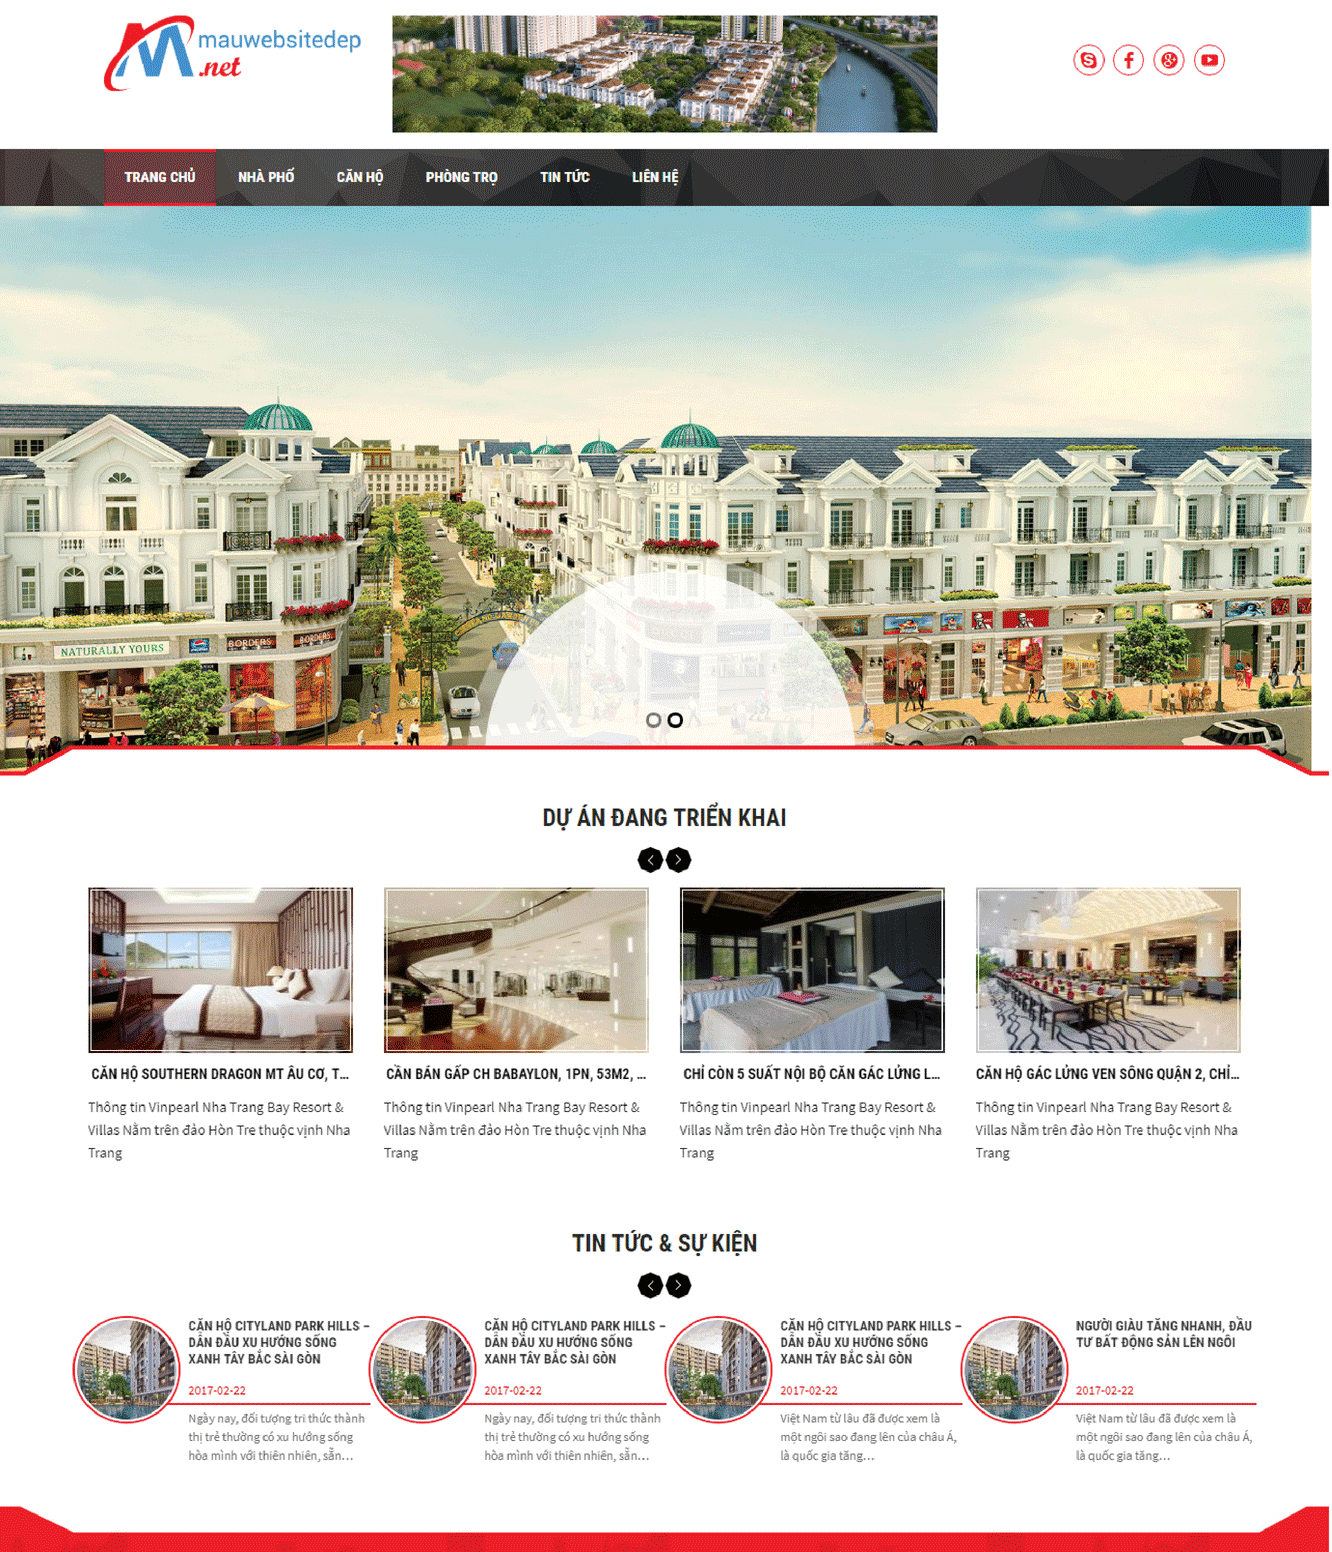 mauwebsitedep
.net
TRANG CHỦ NHÀ PHỐ CĂN HỘ PHÒNG TRỌ TIN TỨC LIÊN HỆ
NATURALLY YOURS
BORDERS BORDERS
KFC KFC
DỰ ÁN ĐANG TRIỂN KHAI
CĂN HỘ SOUTHERN DRAGON MT ÂU CƠ, T...
Thông tin Vinpearl Nha Trang Bay Resort &
Villas Nằm trên đảo Hòn Tre thuộc vịnh Nha
Trang
CẦN BÁN GẤP CH BABAYLON, 1PN, 53M2, ...
Thông tin Vinpearl Nha Trang Bay Resort &
Villas Nằm trên đảo Hòn Tre thuộc vịnh Nha
Trang
CHỈ CÒN 5 SUẤT NỘI BỘ CĂN GÁC LỬNG L...
Thông tin Vinpearl Nha Trang Bay Resort &
Villas Nằm trên đảo Hòn Tre thuộc vịnh Nha
Trang
CĂN HỘ GÁC LỬNG VEN SÔNG QUẬN 2, CHỈ...
Thông tin Vinpearl Nha Trang Bay Resort &
Villas Nằm trên đảo Hòn Tre thuộc vịnh Nha
Trang
TIN TỨC & SỰ KIỆN
CĂN HỘ CITYLAND PARK HILLS –
DẪN ĐẦU XU HƯỚNG SỐNG
XANH TÂY BẮC SÀI GÒN
2017-02-22
Ngày nay, đối tượng tri thức thành
thị trẻ thường có xu hướng sống
hòa mình với thiên nhiên, sẵn...
CĂN HỘ CITYLAND PARK HILLS –
DẪN ĐẦU XU HƯỚNG SỐNG
XANH TÂY BẮC SÀI GÒN
2017-02-22
Ngày nay, đối tượng tri thức thành
thị trẻ thường có xu hướng sống
hòa mình với thiên nhiên, sẵn...
CĂN HỘ CITYLAND PARK HILLS –
DẪN ĐẦU XU HƯỚNG SỐNG
XANH TÂY BẮC SÀI GÒN
2017-02-22
Việt Nam từ lâu đã được xem là
một ngôi sao đang lên của châu Á,
là quốc gia tăng...
NGƯỜI GIÀU TĂNG NHANH, ĐẦU
TƯ BẤT ĐỘNG SẢN LÊN NGÔI
2017-02-22
Việt Nam từ lâu đã được xem là
một ngôi sao đang lên của châu Á,
là quốc gia tăng...